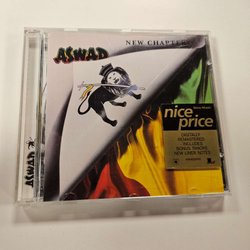 ASWAD
NEW CHAPTER
ASWAD
nice
price
DIGITALLY
REMASTERED
INCLUDES
BONUS TRACKS
NEW LINER NOTES